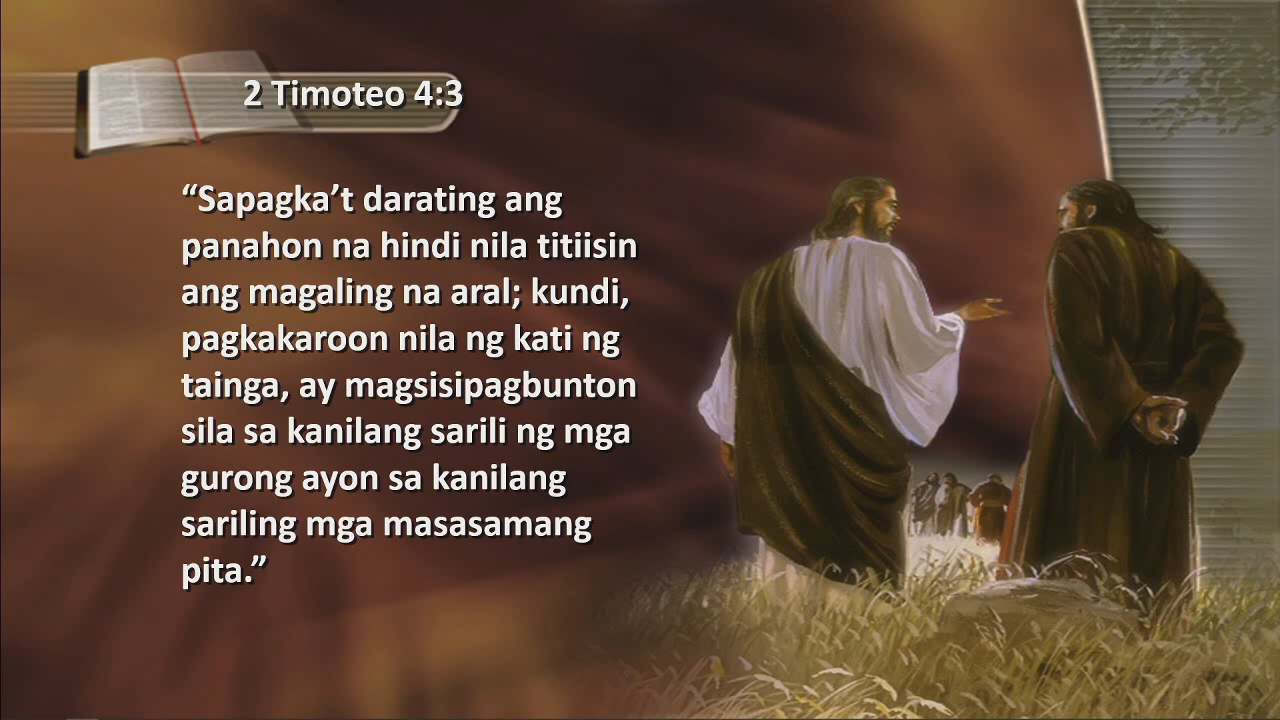 2 Timoteo 4:3
“Sapagka’t darating ang
panahon na hindi nila titiisin
ang magaling na aral; kundi,
pagkakaroon nila ng kati ng
tainga, ay magsisipagbunton
sila sa kanilang sarili ng mga
gurong ayon sa kanilang
sariling mga masasamang
pita.”